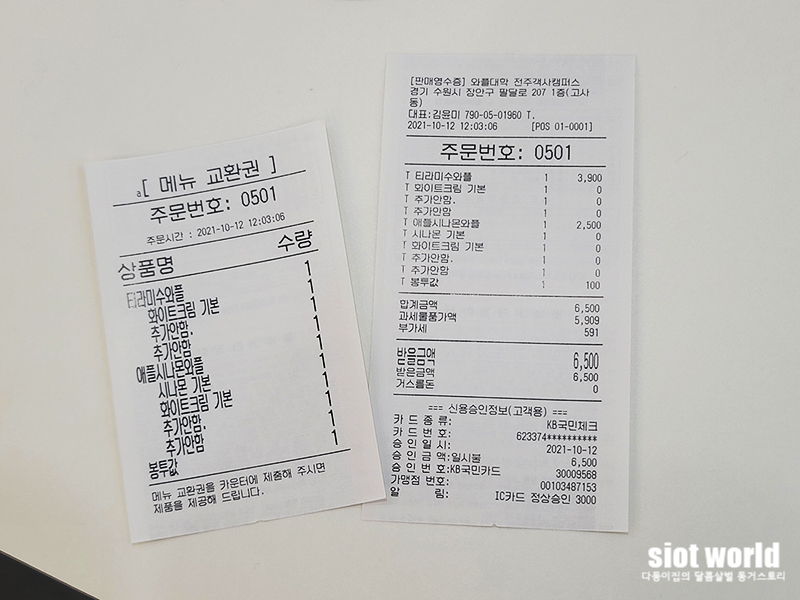 [ 메뉴 교환권 ]
주문번호: 0501
주문시간 : 2021-10-12 12:03:06
상품명 수량
티라미수와플 1
화이트크림 기본 1
추가안함. 1
추가안함 1
애플시나몬와플 1
시나몬 기본 1
화이트크림 기본 1
추가안함. 1
추가안함 1
봉투값 1
메뉴 교환권을 카운터에 제출해 주시면
제품을 제공해 드립니다.
[판매영수증] 와플대학 전주객사캠퍼스
경기 수원시 장안구 팔달로 207 1층(고사
동)
대표:김윤미 790-05-01960 T.
2021-10-12 12:03:06 [POS 01-0001]
주문번호: 0501
T 티라미수와플 1 3,900
T 화이트크림 기본 1 0
T 추가안함. 1 0
T 추가안함 1 0
T 애플시나몬와플 1 2,500
T 시나몬 기본 1 0
T 화이트크림 기본 1 0
T 추가안함. 1 0
T 추가안함 1 0
T 봉투값 1 100
합계금액 6,500
과세물품가액 5,909
부가세 591
받을금액 6,500
받은금액 6,500
거스름돈 0
=== 신용승인정보(고객용) ===
카 드 종 류: KB국민체크
카 드 번 호: 623374**********
승 인 일 시: 2021-10-12
승 인 금 액:일시불 6,500
승 인 번 호:KB국민카드 30009568
가맹점 번호: 00103487153
알 림: IC카드 정상승인 3000
siot world
다통이집의 달콤살벌 동거스토리